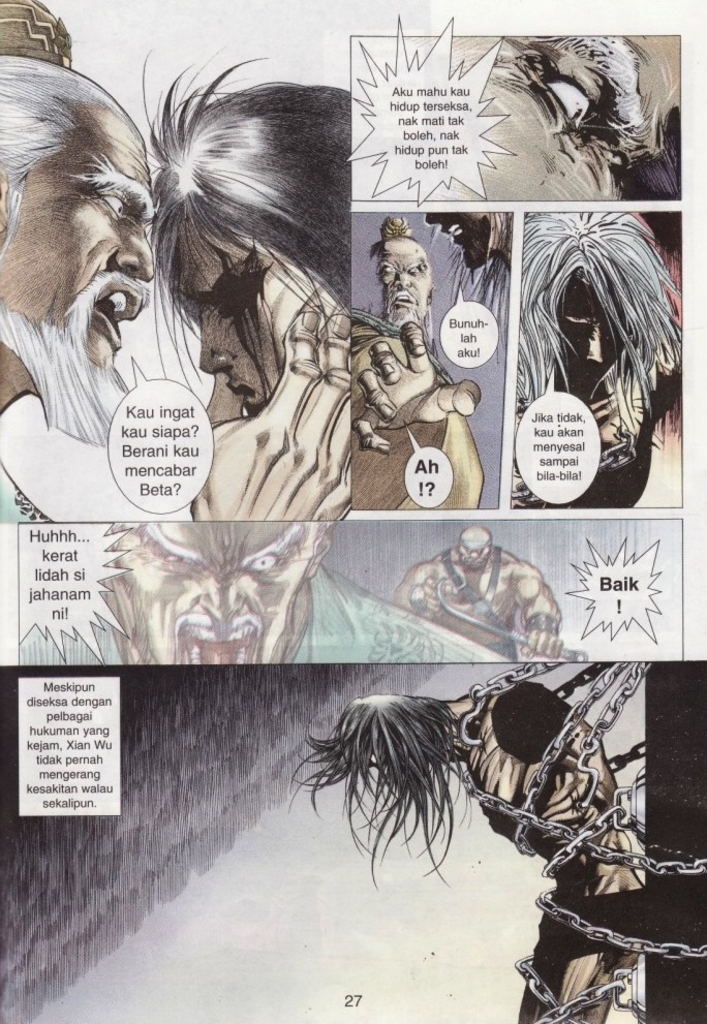 Kau ingat
kau siapa?
Berani kau
mencabar
Beta?
Aku mahu kau
hidup terseksa,
nak mati tak
boleh, nak
hidup pun tak
boleh!
Bunuh-
lah
aku!
Ah
!?
Jika tidak,
kau akan
menyesal
sampai
bila-bila!
Huhhh...
kerat
lidah si
jahanam
ni!
Baik
!
Meskipun
diseksa dengan
pelbagai
hukuman yang
kejam, Xian Wu
tidak pernah
mengerang
kesakitan walau
sekalipun.
27